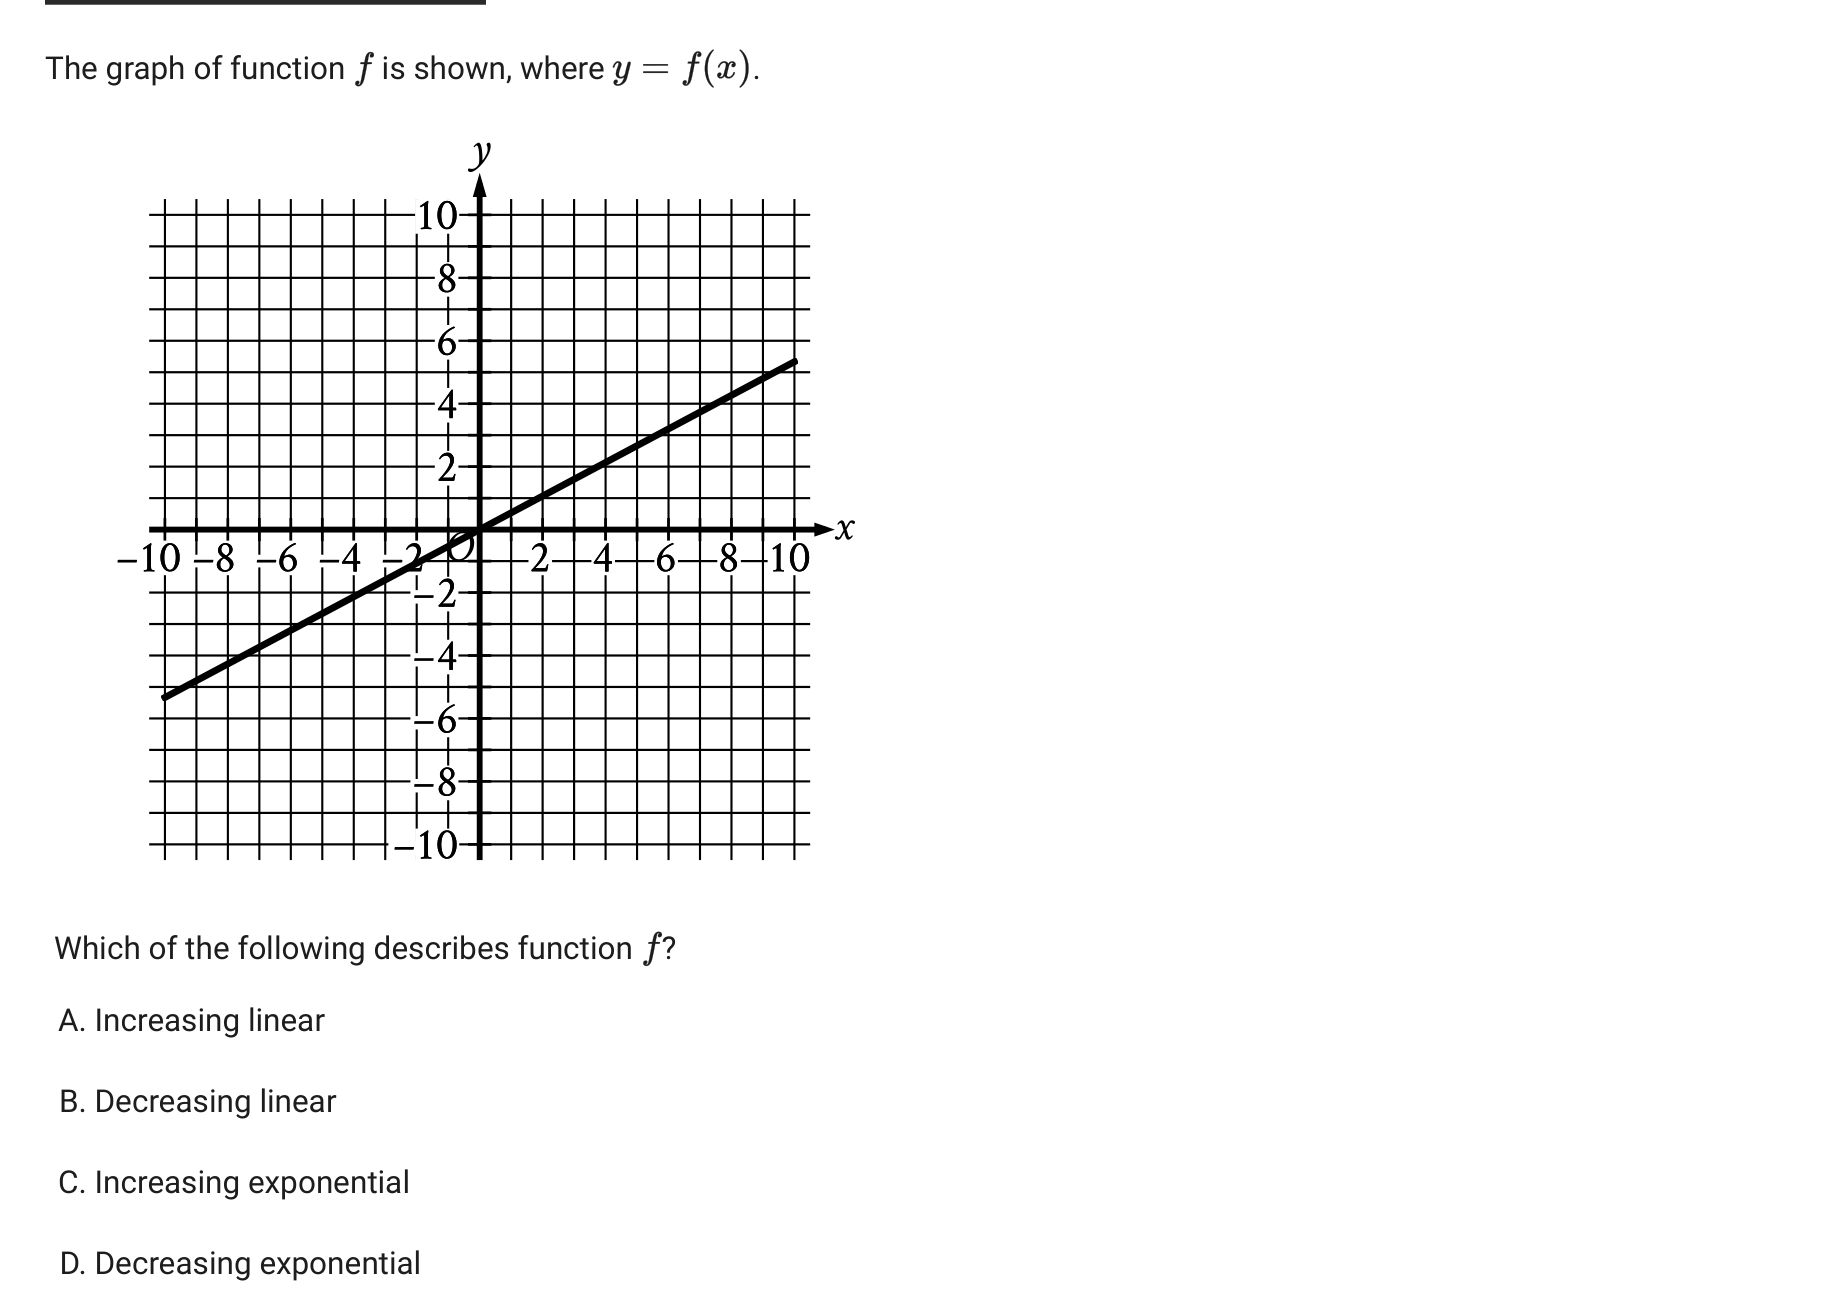 The graph of function f is shown, where y = f(x).
y
10
8
6
4
2
x
−10 −8 −6 −4 −2 O 2 4 6 8 10
−2
−4
−6
−8
−10
Which of the following describes function f?
A. Increasing linear
B. Decreasing linear
C. Increasing exponential
D. Decreasing exponential